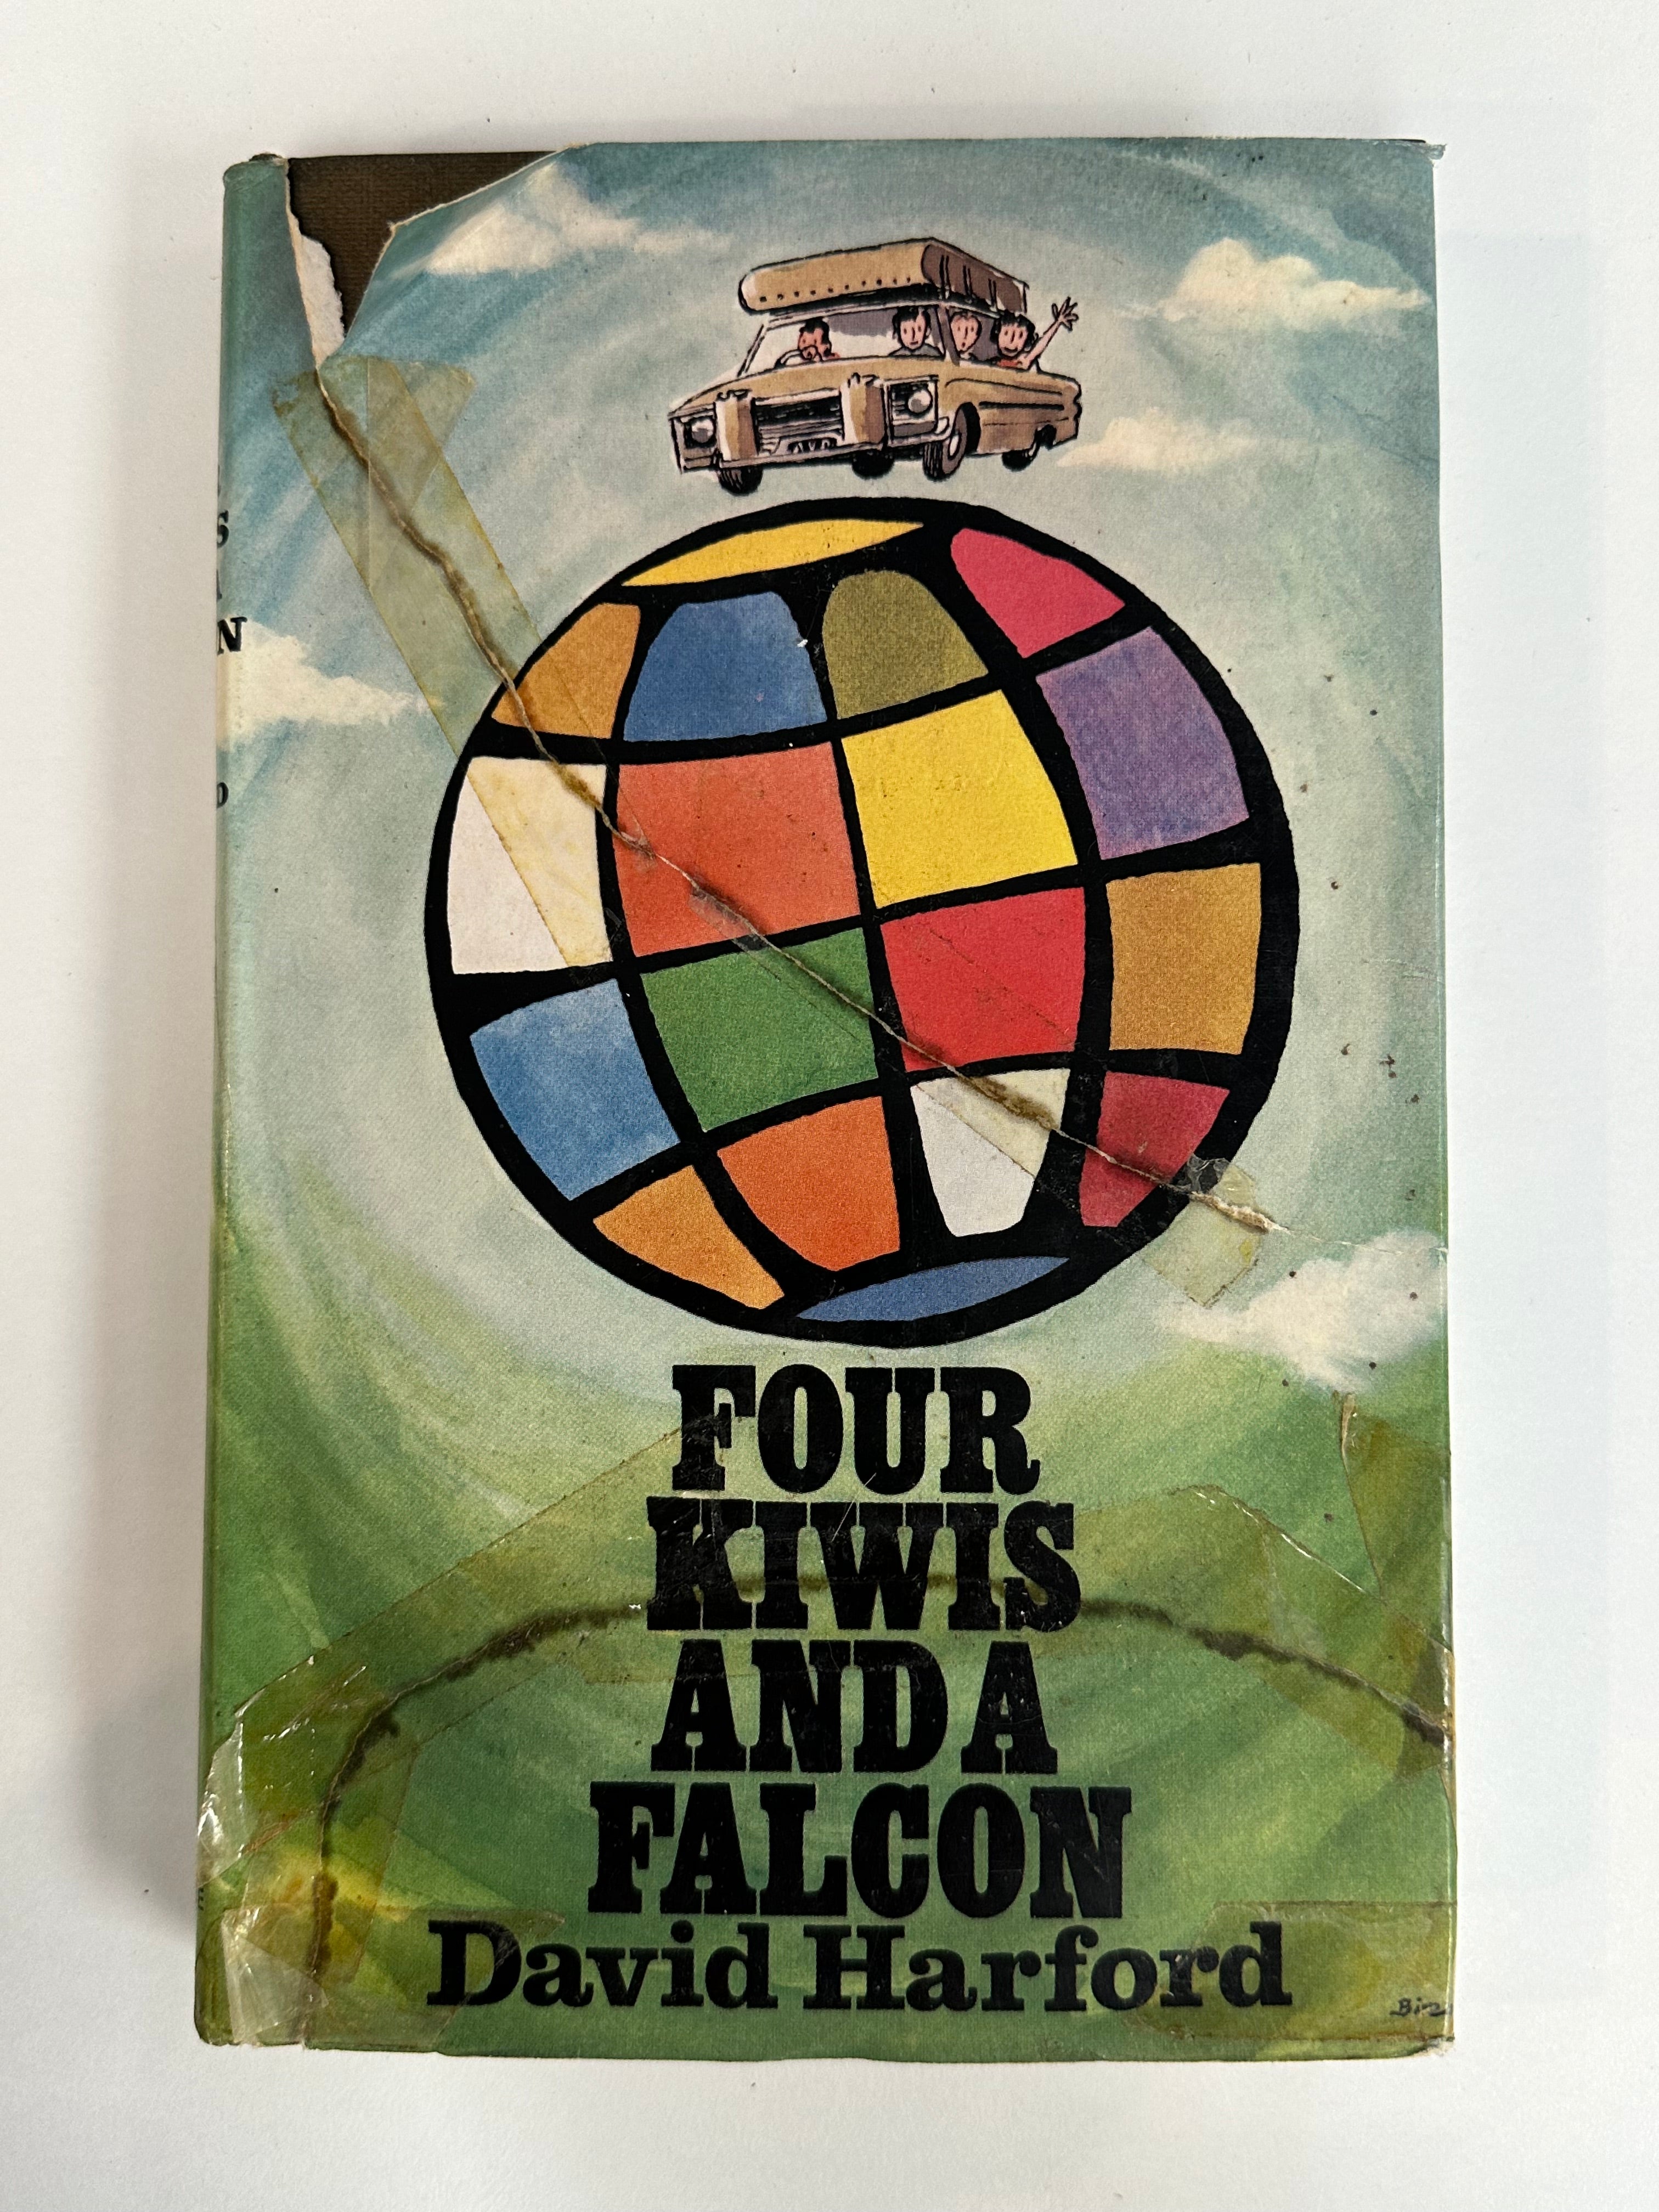 FOUR
KIWIS
AND A
FALCON
David Harford